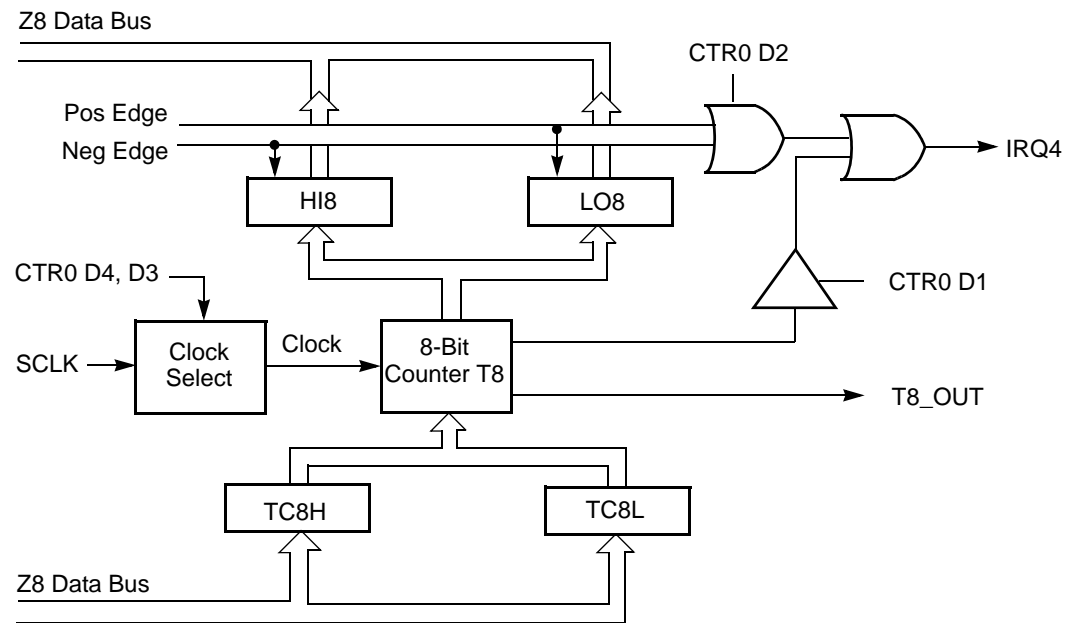 Z8 Data Bus
CTR0 D2
Pos Edge
Neg Edge
IRQ4
HI8
LO8
CTR0 D4, D3
CTR0 D1
SCLK
Clock
Select
Clock
8-Bit
Counter T8
T8_OUT
TC8H
TC8L
Z8 Data Bus